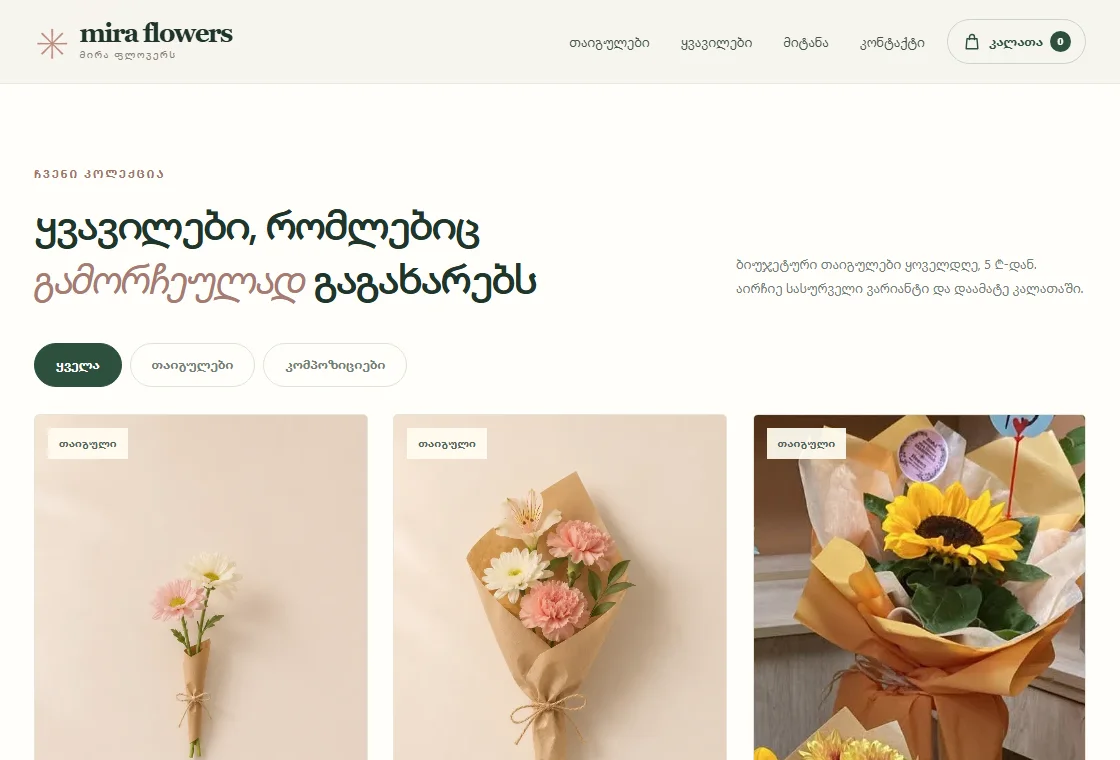 mira flowers
მირა ფლოვერს
თაიგულები
ყვავილები
მიტანა
კონტაქტი
კალათა 0
ჩვენი კოლექცია
ყვავილები, რომლებიც
გამორჩეულად გაგახარებს
ბიუჯეტური თაიგულები ყოველდღე, 5 ₾-დან.
აირჩიე სასურველი ვარიანტი და დაამატე კალათაში.
ყველა
თაიგულები
კომპოზიციები
თაიგული
თაიგული
თაიგული